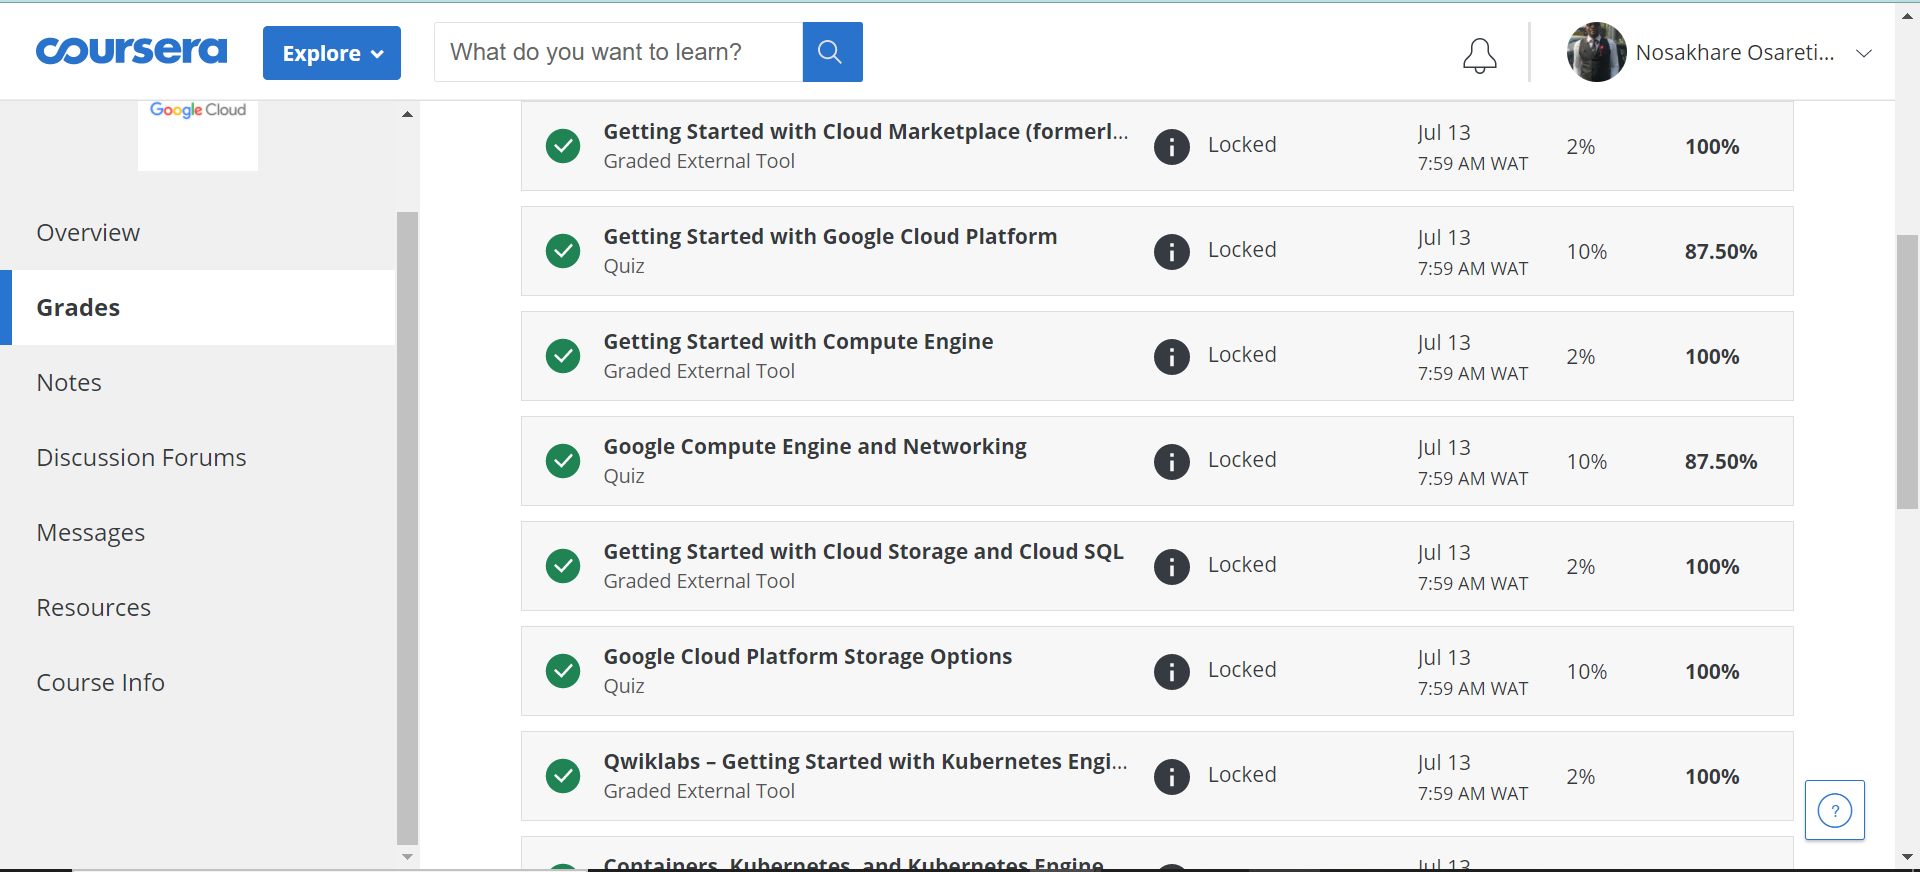 coursera
Explore
What do you want to learn?
Nosakhare Osareti...
Google Cloud
Overview
Grades
Notes
Discussion Forums
Messages
Resources
Course Info
Getting Started with Cloud Marketplace (formerl...
Graded External Tool
Locked
Jul 13
7:59 AM WAT
2%
100%
Getting Started with Google Cloud Platform
Quiz
Locked
Jul 13
7:59 AM WAT
10%
87.50%
Getting Started with Compute Engine
Graded External Tool
Locked
Jul 13
7:59 AM WAT
2%
100%
Google Compute Engine and Networking
Quiz
Locked
Jul 13
7:59 AM WAT
10%
87.50%
Getting Started with Cloud Storage and Cloud SQL
Graded External Tool
Locked
Jul 13
7:59 AM WAT
2%
100%
Google Cloud Platform Storage Options
Quiz
Locked
Jul 13
7:59 AM WAT
10%
100%
Qwiklabs – Getting Started with Kubernetes Engi...
Graded External Tool
Locked
Jul 13
7:59 AM WAT
2%
100%
Containers, Kubernetes, and Kubernetes Engine
Jul 13
?